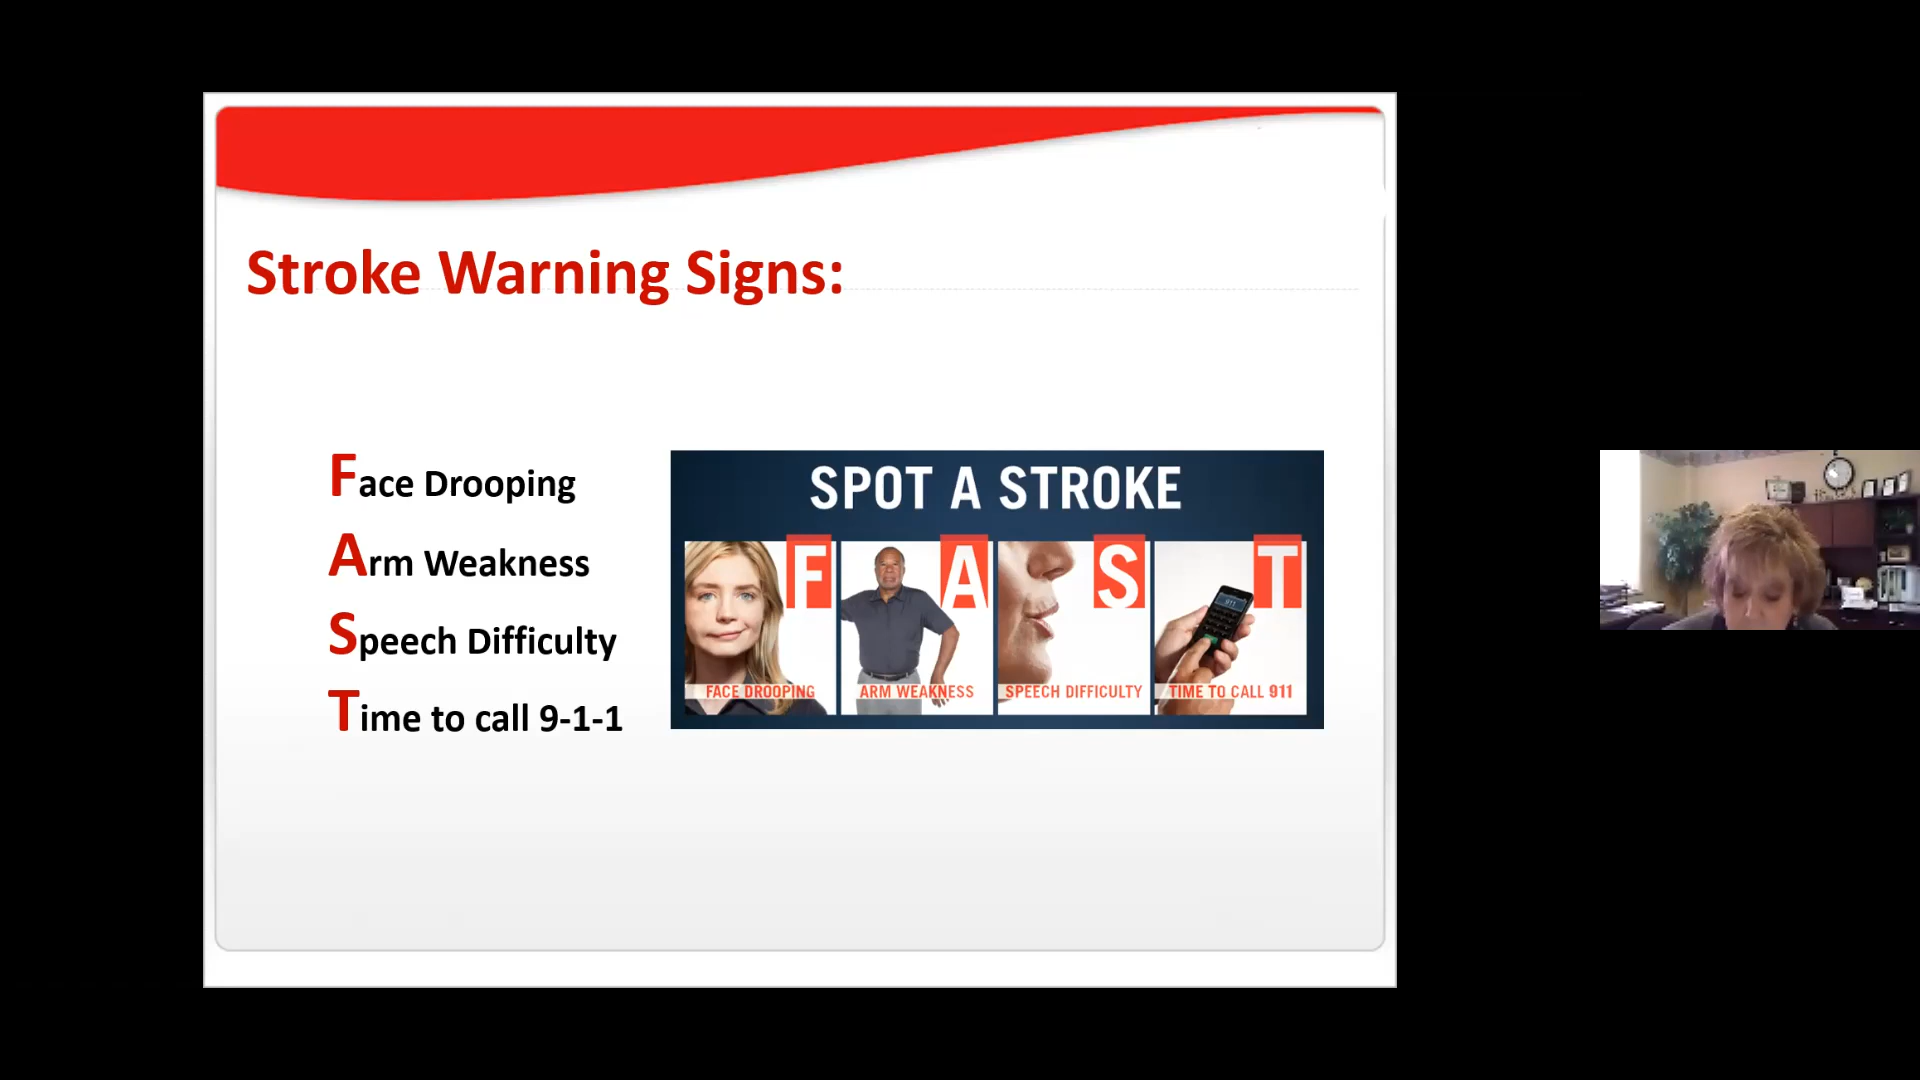 Stroke Warning Signs:
Face Drooping
Arm Weakness
Speech Difficulty
Time to call 9-1-1
SPOT A STROKE
F A S T
FACE DROOPING
ARM WEAKNESS
SPEECH DIFFICULTY
TIME TO CALL 911
911